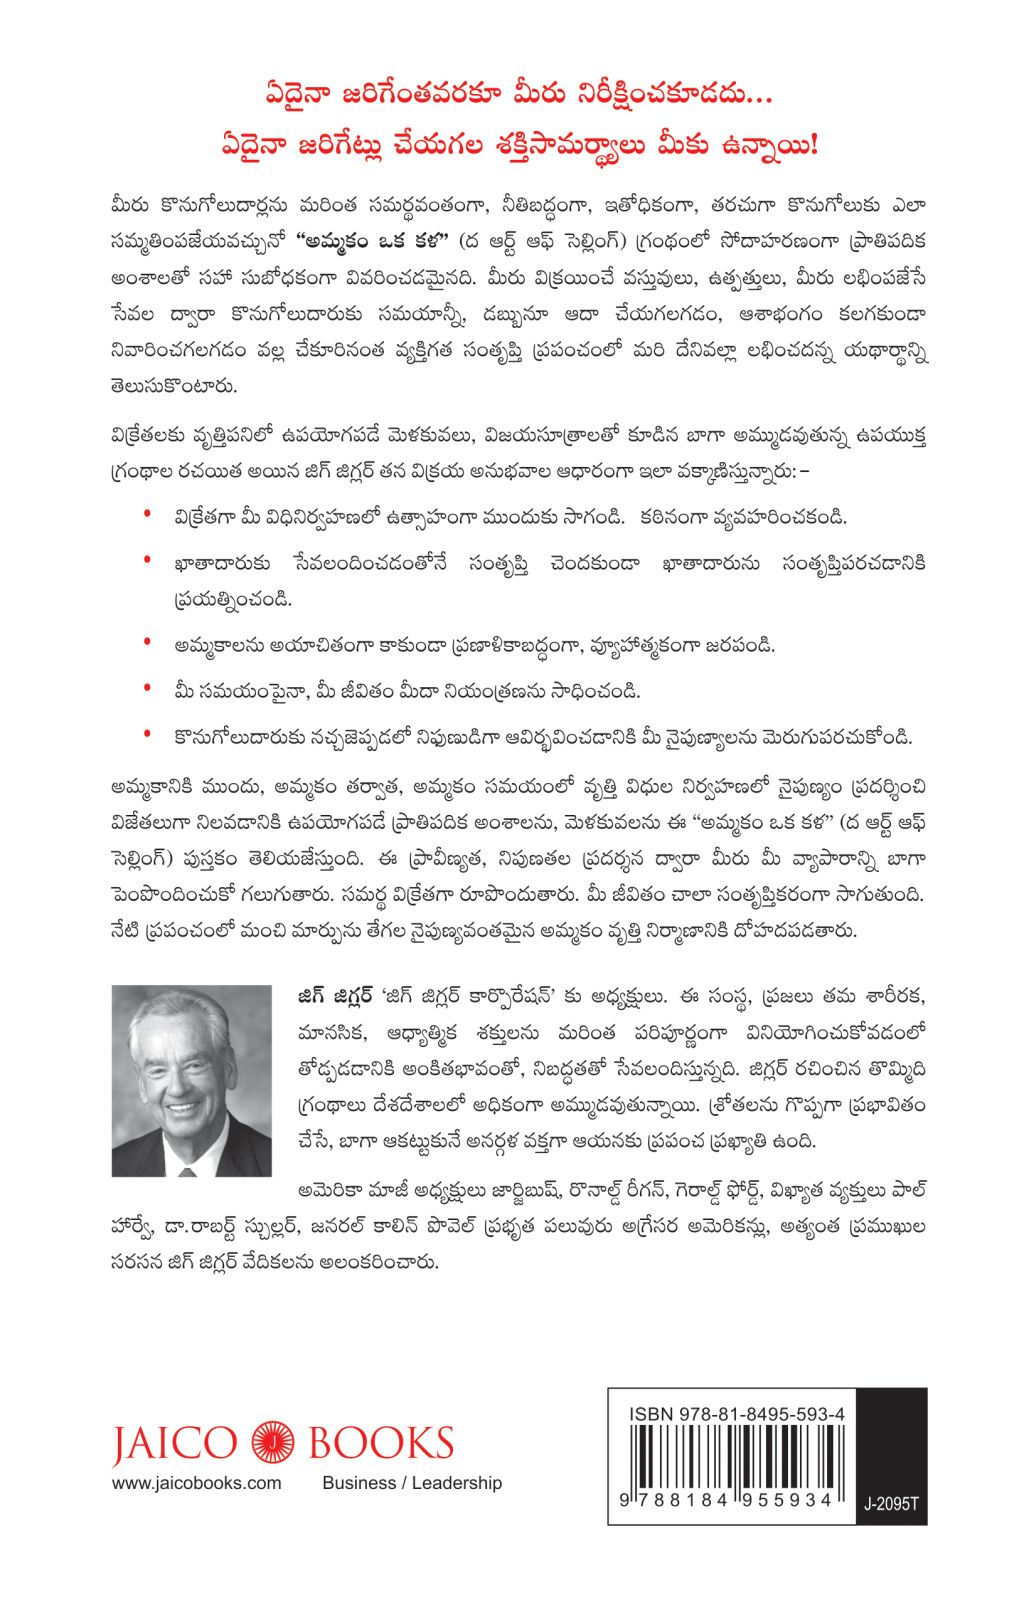 ఏదైనా జరిగేంతవరకూ మీరు నిరీక్షించకూడదు...
ఏదైనా జరిగేట్లు చేయగల శక్తిసామర్థ్యాలు మీకు ఉన్నాయి!
మీరు కొనుగోలుదార్లను మరింత సమర్థవంతంగా, నీతిబద్ధంగా, ఇతోధికంగా, తరచుగా కొనుగోలుకు ఎలా
సమ్మతింపజేయవచ్చునో “అమ్మకం ఒక కళ” (ద ఆర్ట్ ఆఫ్ సెల్లింగ్) గ్రంథంలో సోదాహరణంగా ప్రాతిపదిక
అంశాలతో సహా సుబోధకంగా వివరించడమైనది. మీరు విక్రయించే వస్తువులు, ఉత్పత్తులు, మీరు లభింపజేసే
సేవల ద్వారా కొనుగోలుదారుకు సమయాన్నీ, డబ్బునూ ఆదా చేయగలగడం, ఆశాభంగం కలగకుండా
నివారించగలగడం వల్ల చేకూరినంత వ్యక్తిగత సంతృప్తి ప్రపంచంలో మరి దేనివల్లా లభించదన్న యథార్థాన్ని
తెలుసుకొంటారు.
విక్రేతలకు వృత్తిపనిలో ఉపయోగపడే మెళకువలు, విజయసూత్రాలతో కూడిన బాగా అమ్ముడవుతున్న ఉపయుక్త
గ్రంథాల రచయిత అయిన జిగ్ జిగ్లర్ తన విక్రయ అనుభవాల ఆధారంగా ఇలా వక్కాణిస్తున్నారు:–
• విక్రేతగా మీ విధినిర్వహణలో ఉత్సాహంగా ముందుకు సాగండి. కఠినంగా వ్యవహరించకండి.
• ఖాతాదారుకు సేవలందించడంతోనే సంతృప్తి చెందకుండా ఖాతాదారును సంతృప్తిపరచడానికి
ప్రయత్నించండి.
• అమ్మకాలను అయాచితంగా కాకుండా ప్రణాళికాబద్ధంగా, వ్యూహాత్మకంగా జరపండి.
• మీ సమయంపైనా, మీ జీవితం మీదా నియంత్రణను సాధించండి.
• కొనుగోలుదారుకు నచ్చజెప్పడలో నిఫుణుడిగా ఆవిర్భవించడానికి మీ నైపుణ్యాలను మెరుగుపరచుకోండి.
అమ్మకానికి ముందు, అమ్మకం తర్వాత, అమ్మకం సమయంలో వృత్తి విధుల నిర్వహణలో నైపుణ్యం ప్రదర్శించి
విజేతలుగా నిలవడానికి ఉపయోగపడే ప్రాతిపదిక అంశాలను, మెళకువలను ఈ “అమ్మకం ఒక కళ” (ద ఆర్ట్ ఆఫ్
సెల్లింగ్) పుస్తకం తెలియజేస్తుంది. ఈ ప్రావీణ్యత, నిపుణతల ప్రదర్శన ద్వారా మీరు మీ వ్యాపారాన్ని బాగా
పెంపొందించుకో గలుగుతారు. సమర్థ విక్రేతగా రూపొందుతారు. మీ జీవితం చాలా సంతృప్తికరంగా సాగుతుంది.
నేటి ప్రపంచంలో మంచి మార్పును తేగల నైపుణ్యవంతమైన అమ్మకం వృత్తి నిర్మాణానికి దోహదపడతారు.
జిగ్ జిగ్లర్ ‘జిగ్ జిగ్లర్ కార్పొరేషన్’ కు అధ్యక్షులు. ఈ సంస్థ, ప్రజలు తమ శారీరక,
మానసిక, ఆధ్యాత్మిక శక్తులను మరింత పరిపూర్ణంగా వినియోగించుకోవడంలో
తోడ్పడడానికి అంకితభావంతో, నిబద్ధతతో సేవలందిస్తున్నది. జిగ్లర్ రచించిన తొమ్మిది
గ్రంథాలు దేశదేశాలలో అధికంగా అమ్ముడవుతున్నాయి. శ్రోతలను గొప్పగా ప్రభావితం
చేసే, బాగా ఆకట్టుకునే అనర్గళ వక్తగా ఆయనకు ప్రపంచ ప్రఖ్యాతి ఉంది.
అమెరికా మాజీ అధ్యక్షులు జార్జిబుష్, రొనాల్డ్ రీగన్, గెరాల్డ్ ఫోర్డ్, విఖ్యాత వ్యక్తులు పాల్
హార్వే, డా.రాబర్ట్ స్చుల్లర్, జనరల్ కాలిన్ పొవెల్ ప్రభృత పలువురు అగ్రేసర అమెరికన్లు, అత్యంత ప్రముఖుల
సరసన జిగ్ జిగ్లర్ వేదికలను అలంకరించారు.
JAICO J BOOKS
www.jaicobooks.com Business / Leadership
ISBN 978-81-8495-593-4
9 788184 955934
J-2095T